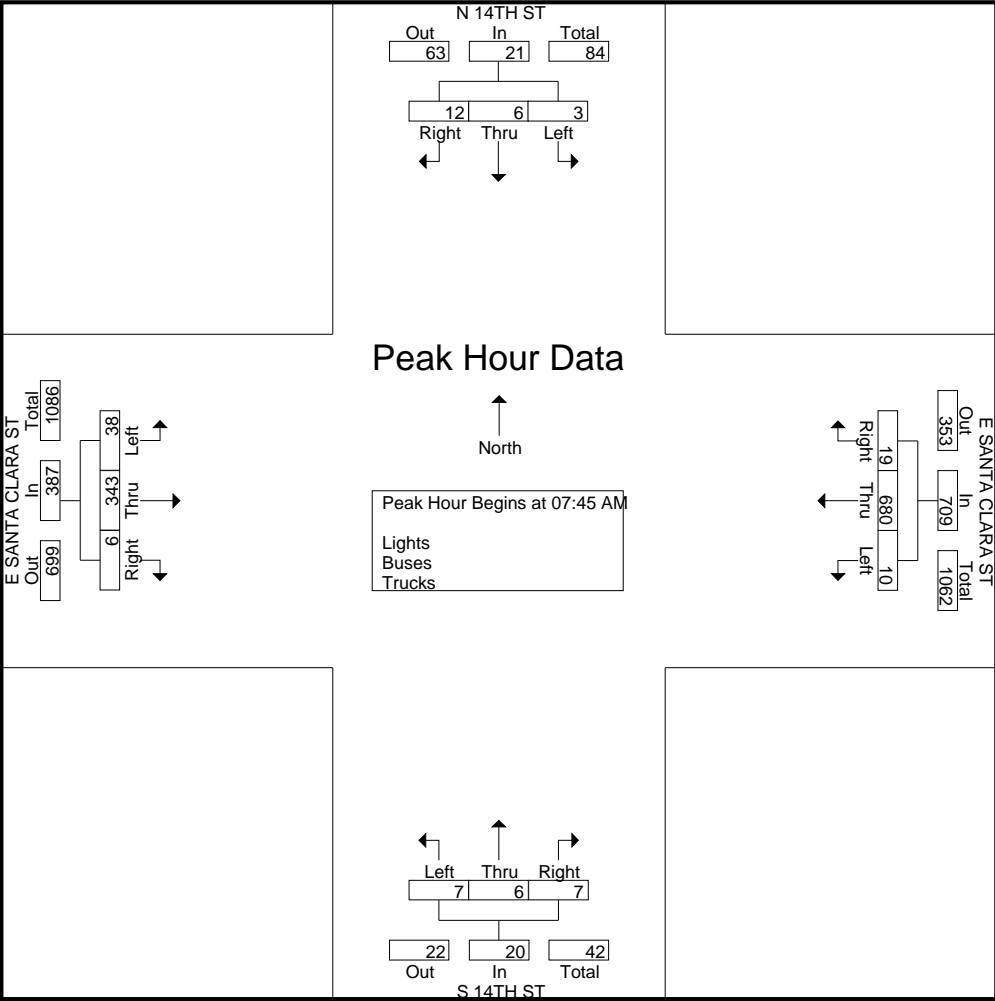 N 14TH ST
Out In Total
63 21 84
12 6 3
Right Thru Left
Peak Hour Data
North
Peak Hour Begins at 07:45 AM
Lights
Buses
Trucks
E SANTA CLARA ST
Total In Out
1086 387 699
38 343 6
Left Thru Right
E SANTA CLARA ST
Out In Total
353 709 1062
19 680 10
Right Thru Left
Left Thru Right
7 6 7
22 20 42
Out In Total
S 14TH ST